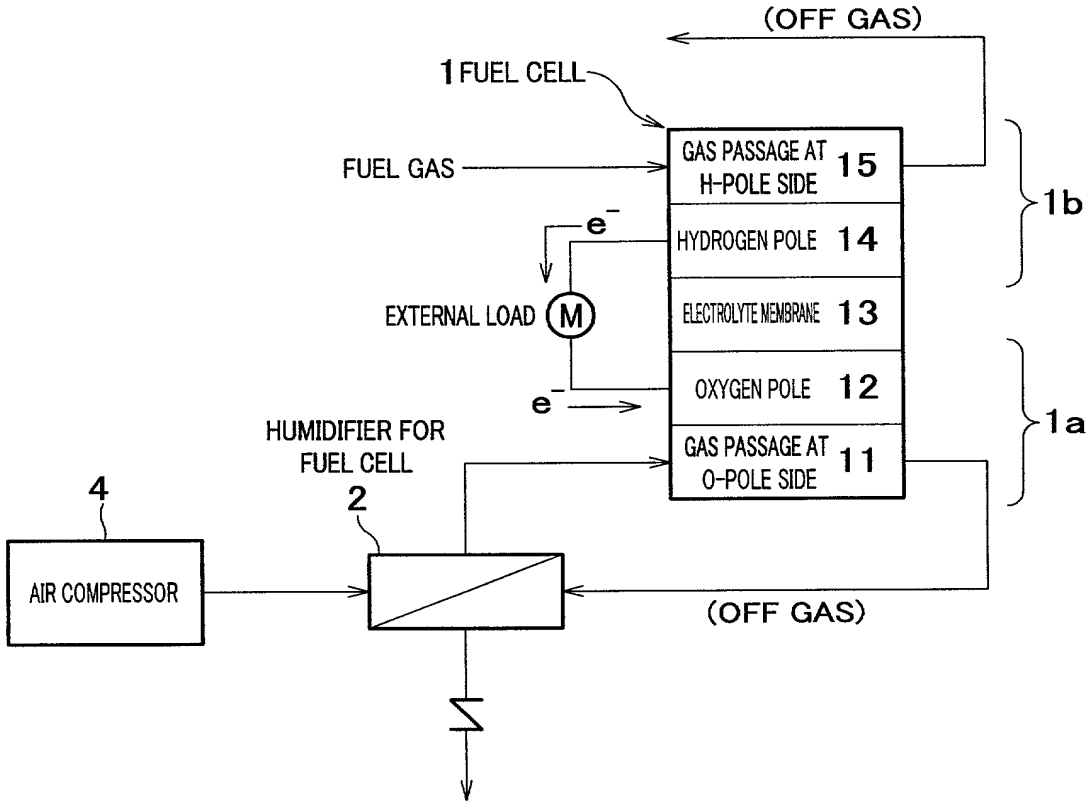 (OFF GAS)
1 FUEL CELL
FUEL GAS
GAS PASSAGE AT
H-POLE SIDE
15
1b
e⁻
HYDROGEN POLE 14
EXTERNAL LOAD
M
ELECTROLYTE MEMBRANE 13
e⁻
OXYGEN POLE 12
1a
HUMIDIFIER FOR
FUEL CELL
2
GAS PASSAGE AT
O-POLE SIDE
11
4
AIR COMPRESSOR
(OFF GAS)